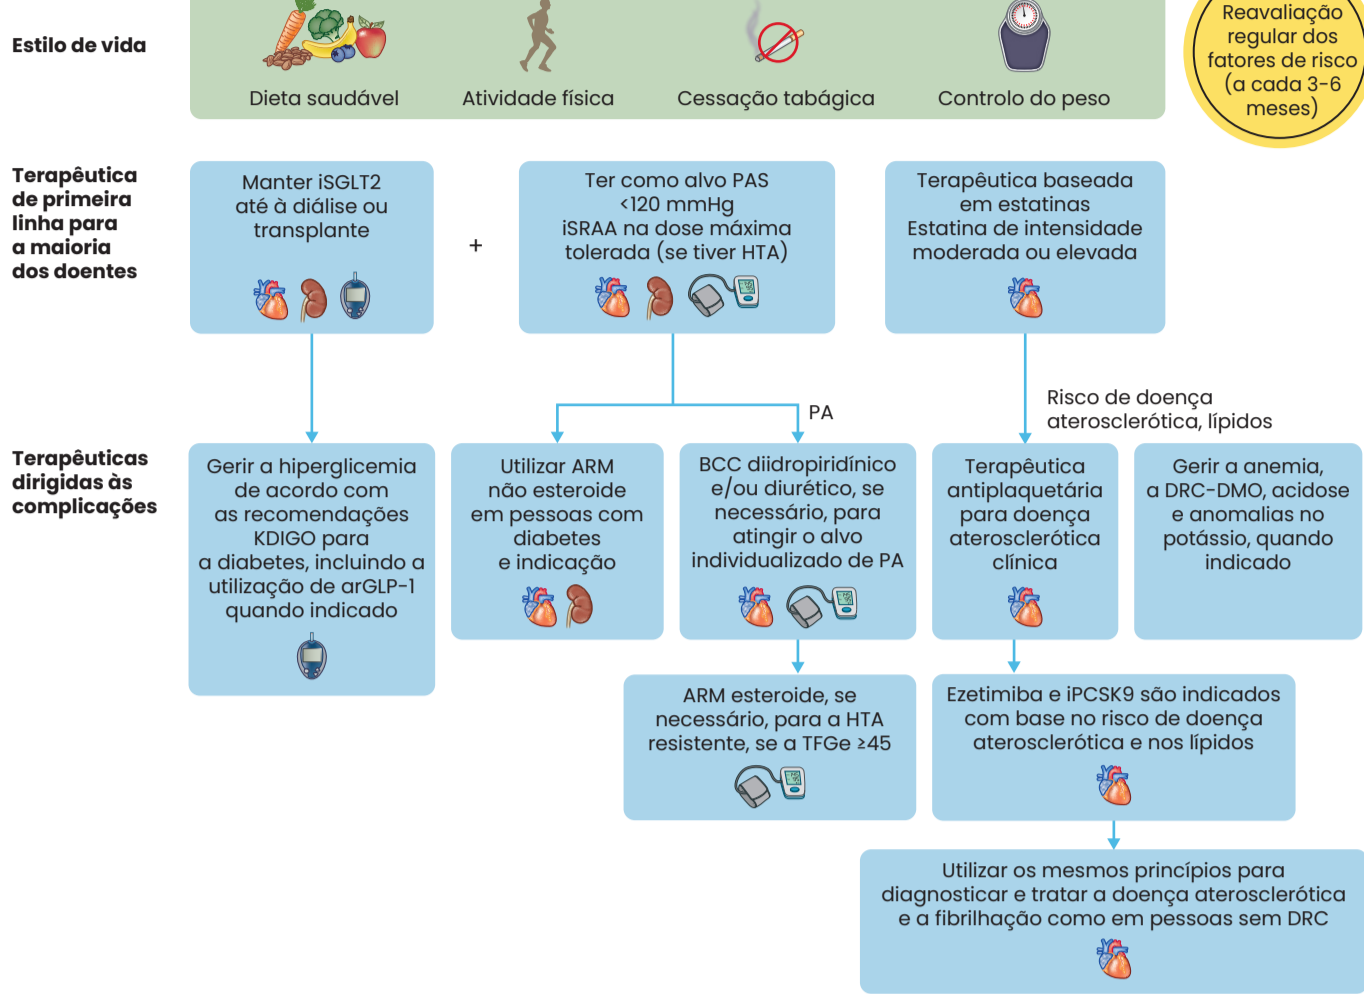 Estilo de vida
Dieta saudável
Atividade física
Cessação tabágica
Controlo do peso
Reavaliação
regular dos
fatores de risco
(a cada 3-6
meses)
Terapêutica
de primeira
linha para
a maioria
dos doentes
Manter iSGLT2
até à diálise ou
transplante
+
Ter como alvo PAS
<120 mmHg
iSRAA na dose máxima
tolerada (se tiver HTA)
Terapêutica baseada
em estatinas
Estatina de intensidade
moderada ou elevada
PA
Risco de doença
aterosclerótica, lípidos
Terapêuticas
dirigidas às
complicações
Gerir a hiperglicemia
de acordo com
as recomendações
KDIGO para
a diabetes, incluindo a
utilização de arGLP-1
quando indicado
Utilizar ARM
não esteroide
em pessoas com
diabetes
e indicação
BCC diidropiridínico
e/ou diurético, se
necessário, para
atingir o alvo
individualizado de PA
Terapêutica
antiplaquetária
para doença
aterosclerótica
clínica
Gerir a anemia,
a DRC-DMO, acidose
e anomalias no
potássio, quando
indicado
ARM esteroide, se
necessário, para a HTA
resistente, se a TFGe ≥45
Ezetimiba e iPCSK9 são indicados
com base no risco de doença
aterosclerótica e nos lípidos
Utilizar os mesmos princípios para
diagnosticar e tratar a doença aterosclerótica
e a fibrilhação como em pessoas sem DRC